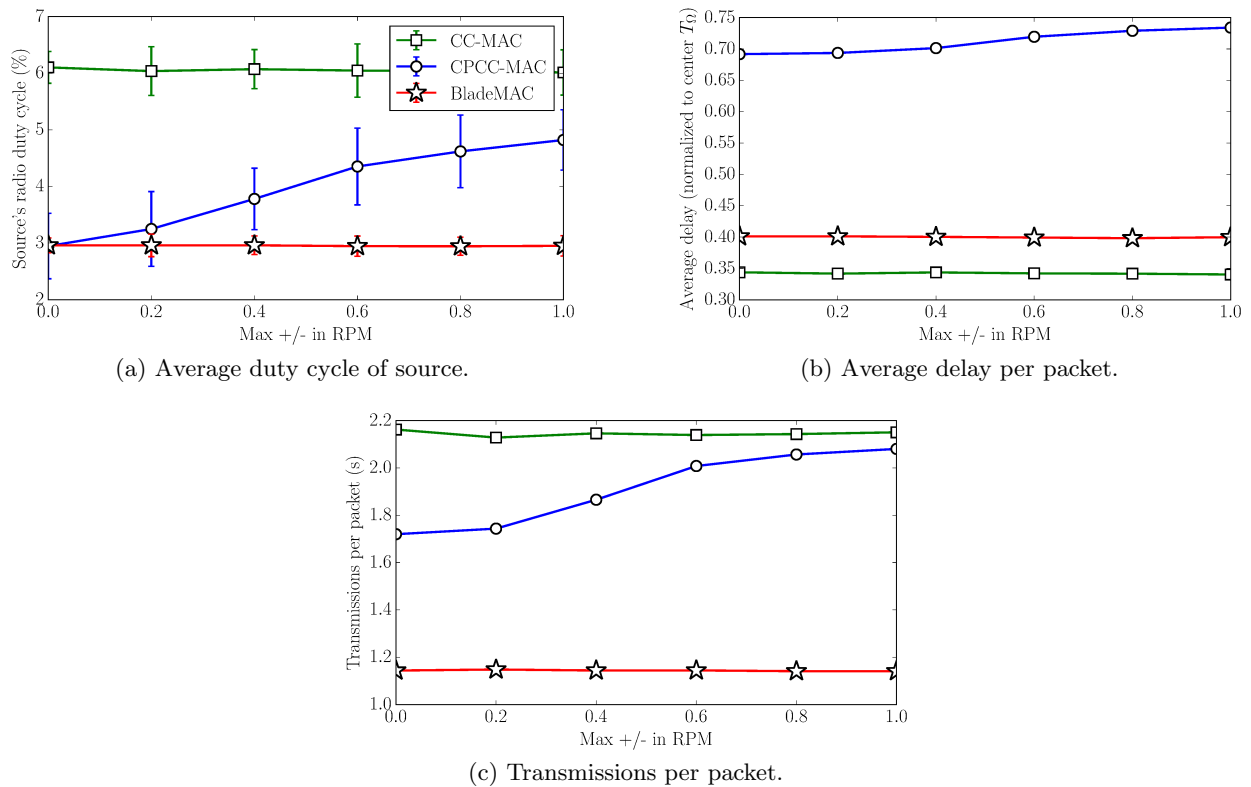 Source's radio duty cycle (%)
7
6
5
4
3
2
0.0 0.2 0.4 0.6 0.8 1.0
Max +/- in RPM
CC-MAC
CPCC-MAC
BladeMAC
(a) Average duty cycle of source.
Average delay (normalized to center TΩ)
0.75
0.70
0.65
0.60
0.55
0.50
0.45
0.40
0.35
0.30
0.0 0.2 0.4 0.6 0.8 1.0
Max +/- in RPM
(b) Average delay per packet.
Transmissions per packet (s)
2.2
2.0
1.8
1.6
1.4
1.2
1.0
0.0 0.2 0.4 0.6 0.8 1.0
Max +/- in RPM
(c) Transmissions per packet.